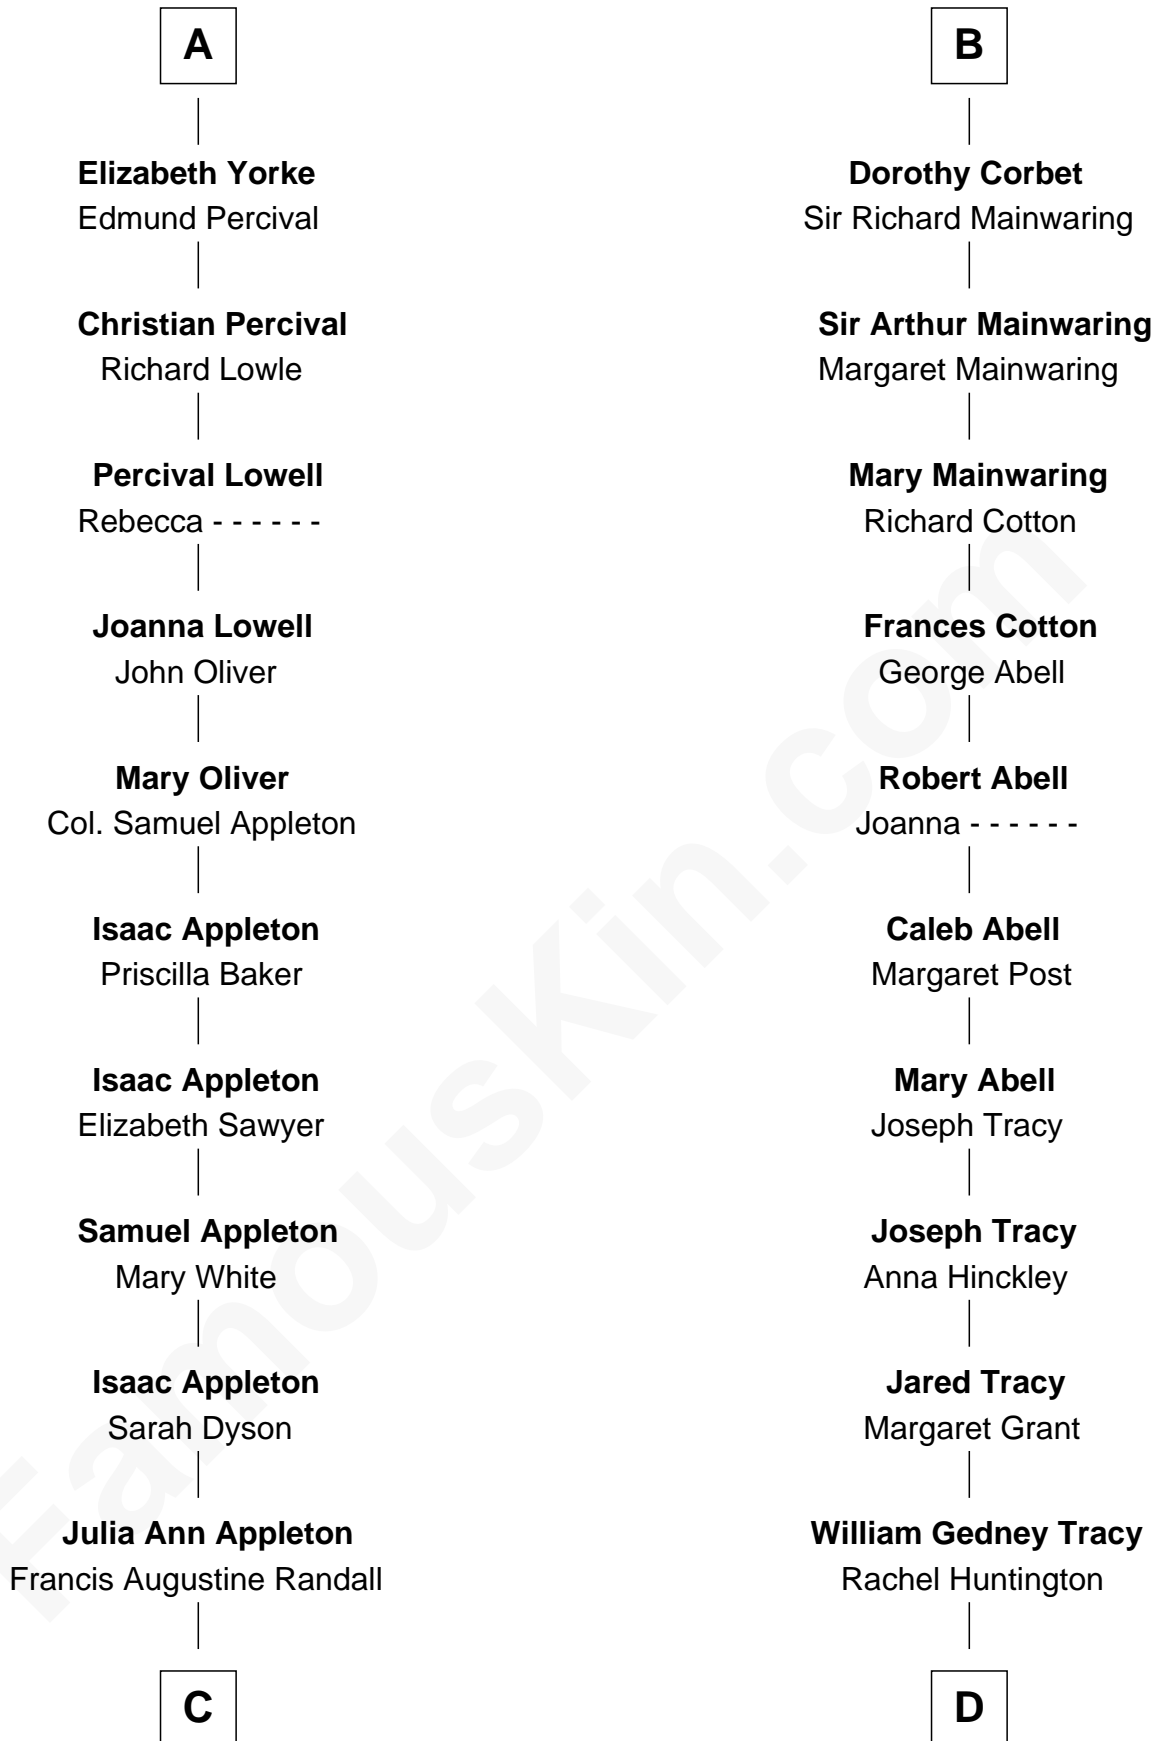 A
Elizabeth Yorke
Edmund Percival
Christian Percival
Richard Lowle
Percival Lowell
Rebecca - - - - - -
Joanna Lowell
John Oliver
Mary Oliver
Col. Samuel Appleton
Isaac Appleton
Priscilla Baker
Isaac Appleton
Elizabeth Sawyer
Samuel Appleton
Mary White
Isaac Appleton
Sarah Dyson
Julia Ann Appleton
Francis Augustine Randall
C
B
Dorothy Corbet
Sir Richard Mainwaring
Sir Arthur Mainwaring
Margaret Mainwaring
Mary Mainwaring
Richard Cotton
Frances Cotton
George Abell
Robert Abell
Joanna - - - - - -
Caleb Abell
Margaret Post
Mary Abell
Joseph Tracy
Joseph Tracy
Anna Hinckley
Jared Tracy
Margaret Grant
William Gedney Tracy
Rachel Huntington
D
FamousKin.com